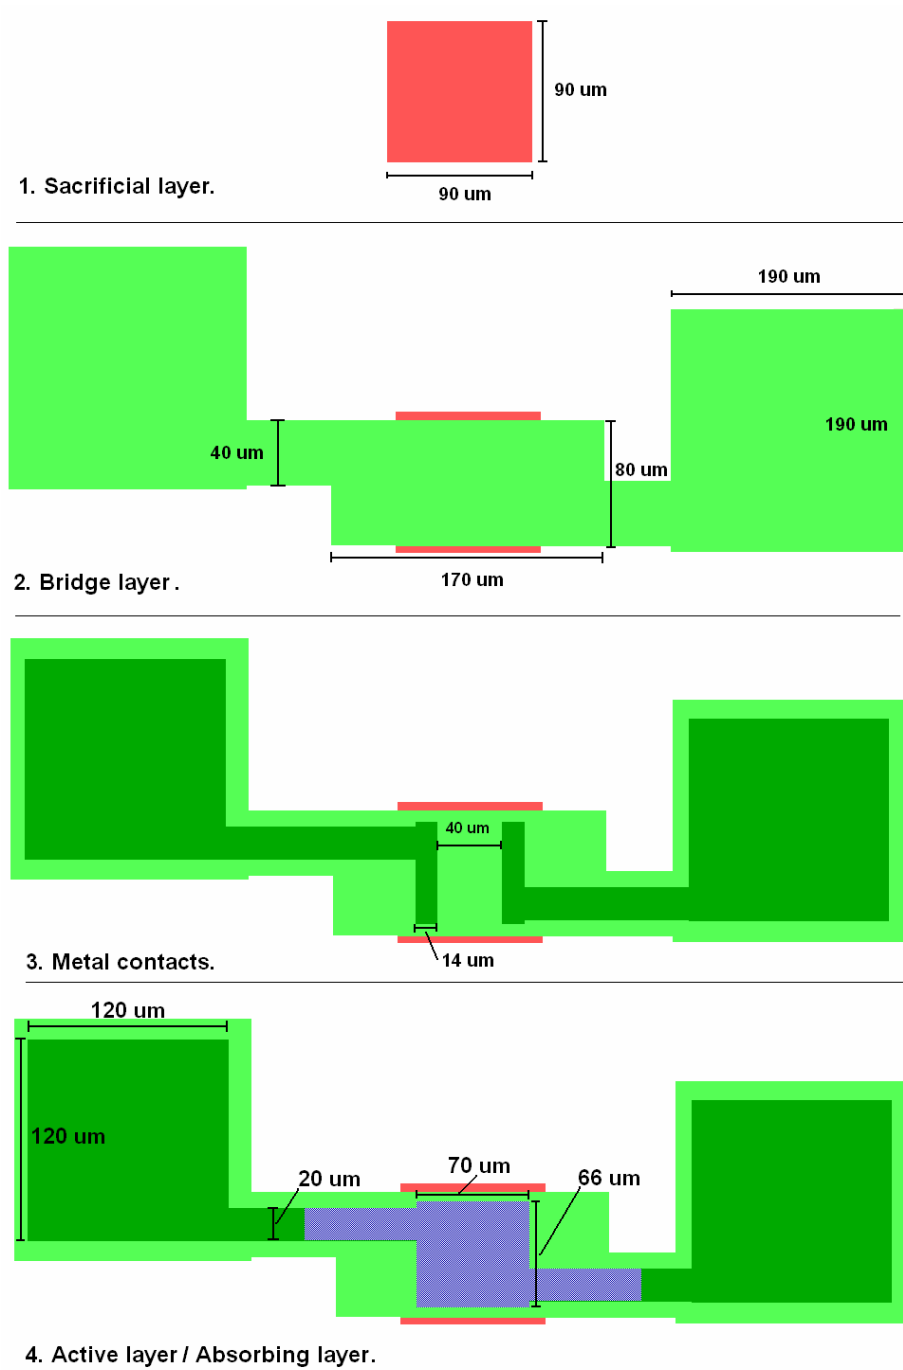 90 um
90 um
1. Sacrificial layer.
190 um
190 um
40 um
80 um
170 um
2. Bridge layer .
40 um
14 um
3. Metal contacts.
120 um
120 um
20 um
70 um
66 um
4. Active layer / Absorbing layer.